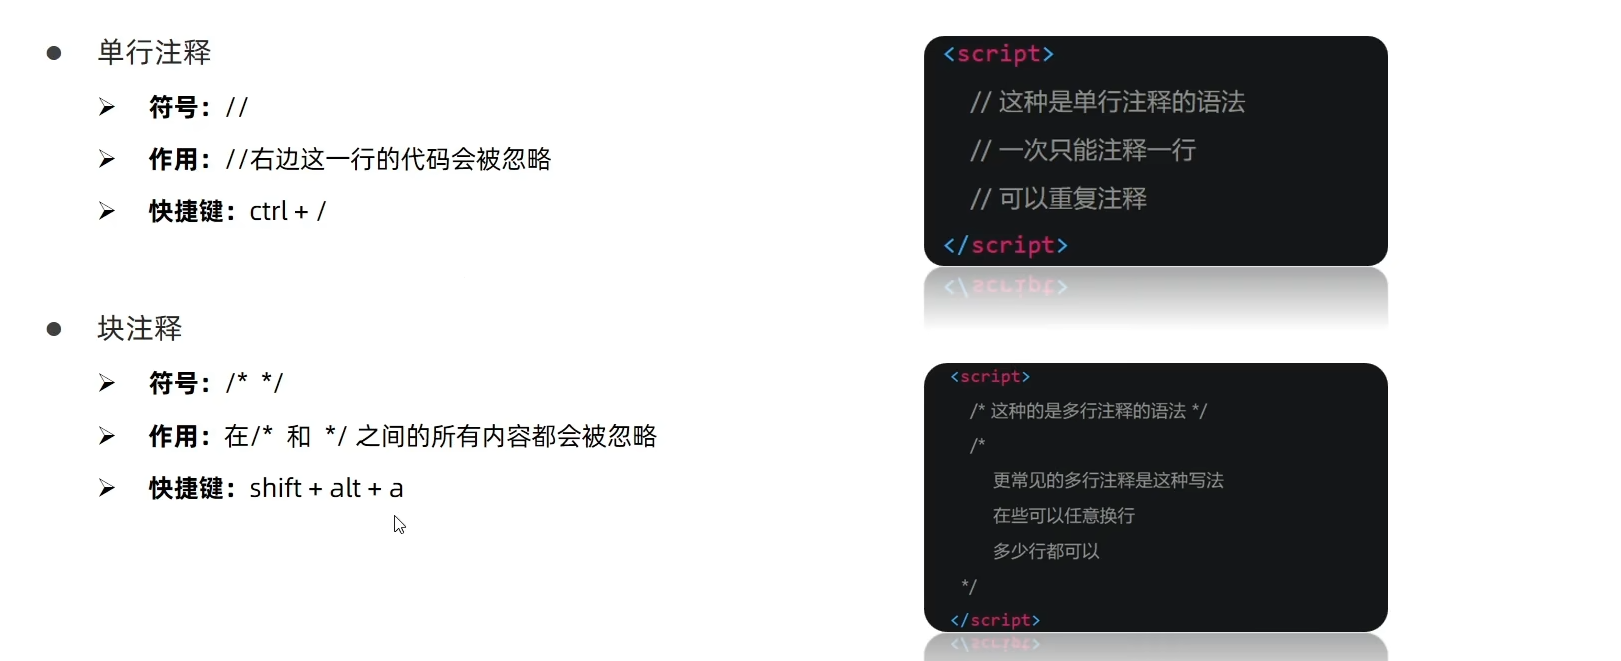 单行注释
符号：//
作用：//右边这一行的代码会被忽略
快捷键：ctrl + /
块注释
符号：/* */
作用：在/* 和 */ 之间的所有内容都会被忽略
快捷键：shift + alt + a
<script>
// 这种是单行注释的语法
// 一次只能注释一行
// 可以重复注释
</script>
<script>
/* 这种的是多行注释的语法 */
/*
更常见的多行注释是这种写法
在些可以任意换行
多少行都可以
*/
</script>